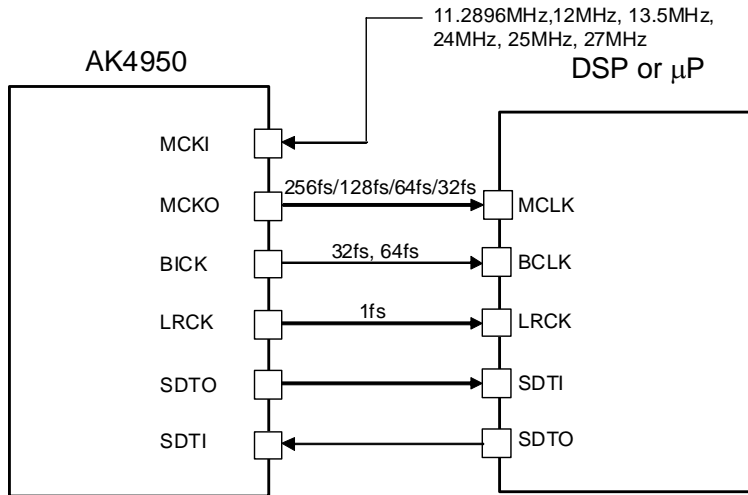 11.2896MHz,12MHz, 13.5MHz,
24MHz, 25MHz, 27MHz
AK4950
DSP or μP
MCKI
256fs/128fs/64fs/32fs
MCKO
MCLK
32fs, 64fs
BICK
BCLK
1fs
LRCK
LRCK
SDTO
SDTI
SDTI
SDTO